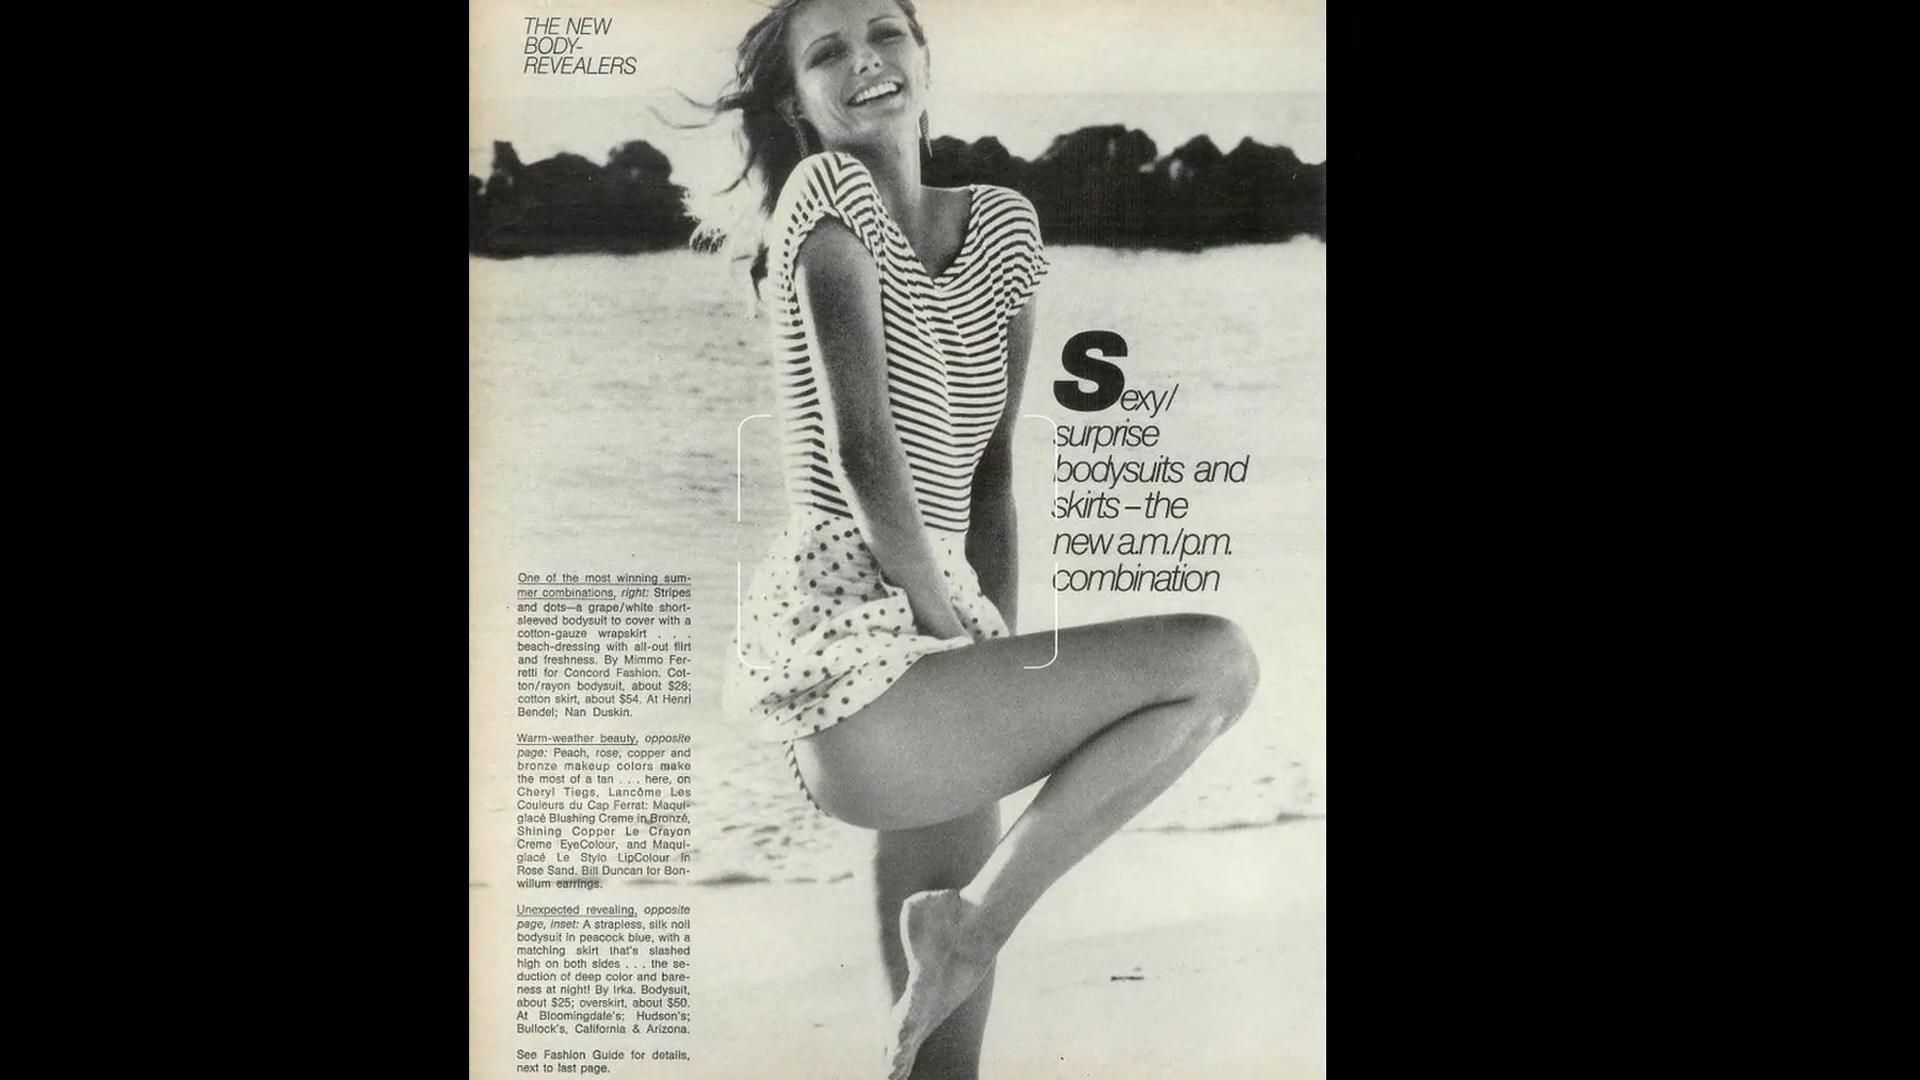 THE NEW
BODY-
REVEALERS
Sexy/
surprise
bodysuits and
skirts–the
new a.m./p.m.
combination
One of the most winning sum-
mer combinations, right: Stripes
and dots—a grape/white short-
sleeved bodysuit to cover with a
cotton-gauze wrapskirt . . .
beach-dressing with all-out flirt
and freshness. By Mimmo Fer-
retti for Concord Fashion. Cot-
ton/rayon bodysuit, about $28;
cotton skirt, about $54. At Henri
Bendel; Nan Duskin.
Warm-weather beauty, opposite
page: Peach, rose, copper and
bronze makeup colors make
the most of a tan . . . here, on
Cheryl Tiegs, Lancôme Les
Couleurs du Cap Ferrat: Maqui-
glacé Blushing Creme in Bronzé,
Shining Copper Le Crayon
Creme EyeColour, and Maqui-
glacé Le Stylo LipColour in
Rose Sand. Bill Duncan for Bon-
willum earrings.
Unexpected revealing, opposite
page, inset: A strapless, silk noil
bodysuit in peacock blue, with a
matching skirt that's slashed
high on both sides . . . the se-
duction of deep color and bare-
ness at night! By Irka. Bodysuit,
about $25; overskirt, about $50.
At Bloomingdale's; Hudson's;
Bullock's, California & Arizona.
See Fashion Guide for details,
next to last page.